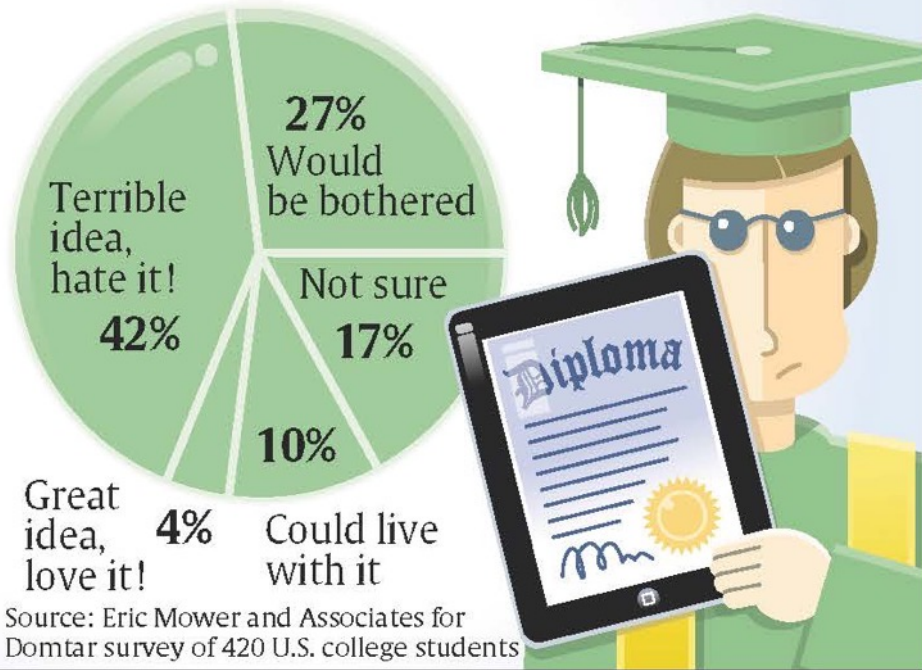 27%
Would
be bothered
Terrible
idea,
hate it!
42%
Not sure
17%
10%
Could live
with it
Great
idea,
love it!
4%
Diploma
Source: Eric Mower and Associates for
Domtar survey of 420 U.S. college students